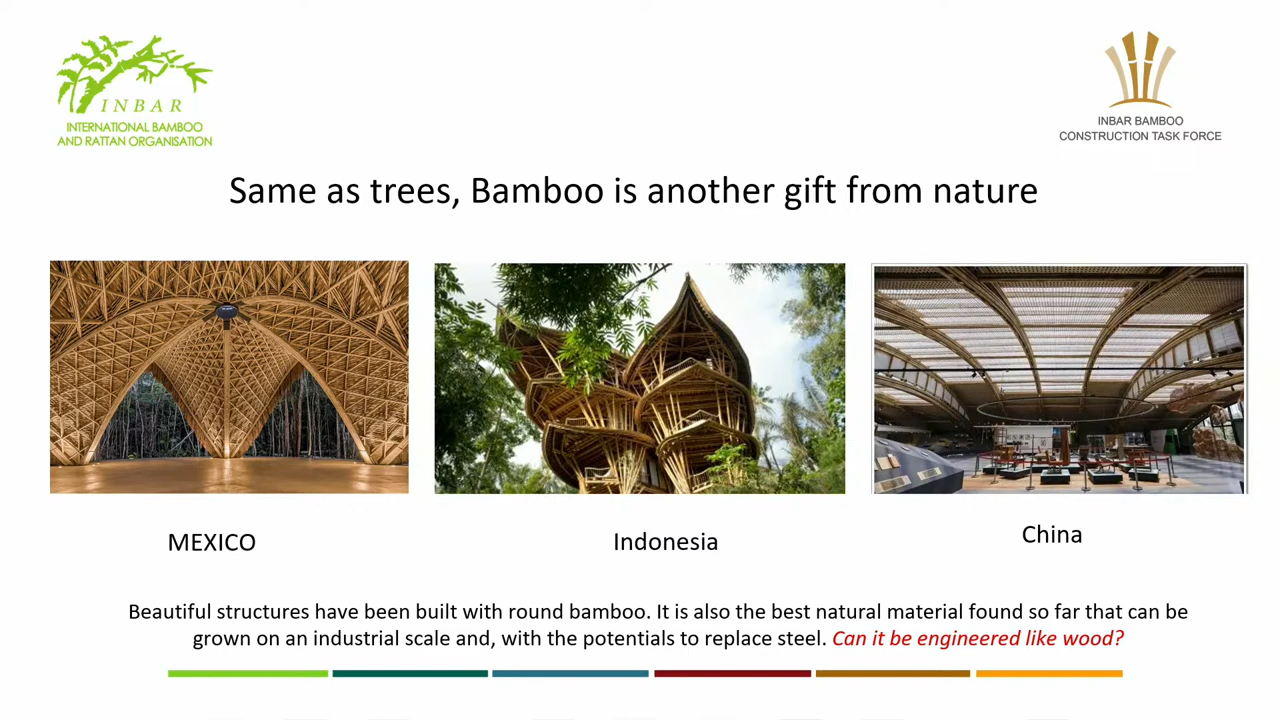 INBAR
INTERNATIONAL BAMBOO
AND RATTAN ORGANISATION
INBAR BAMBOO
CONSTRUCTION TASK FORCE
Same as trees, Bamboo is another gift from nature
MEXICO
Indonesia
China
Beautiful structures have been built with round bamboo. It is also the best natural material found so far that can be
grown on an industrial scale and, with the potentials to replace steel. Can it be engineered like wood?